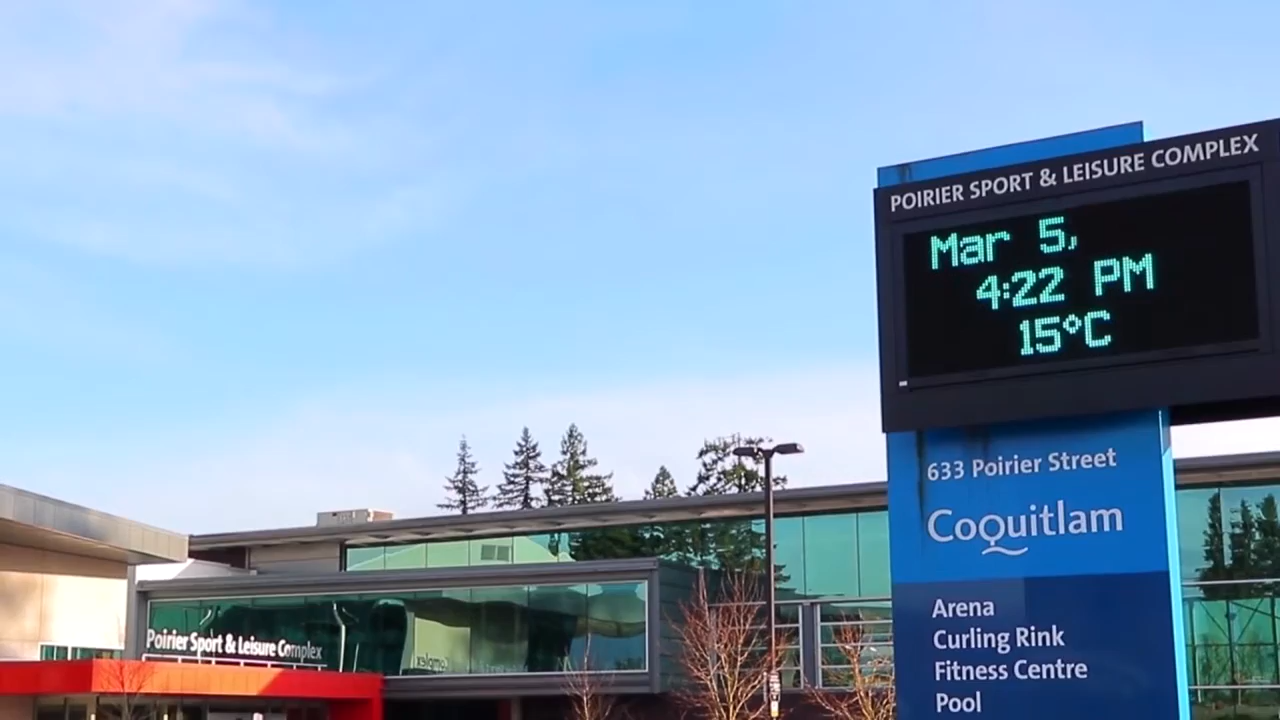 POIRIER SPORT & LEISURE COMPLEX
Mar 5,
4:22 PM
15°C
633 Poirier Street
Coquitlam
Arena
Curling Rink
Fitness Centre
Pool
Poirier Sport & Leisure Complex